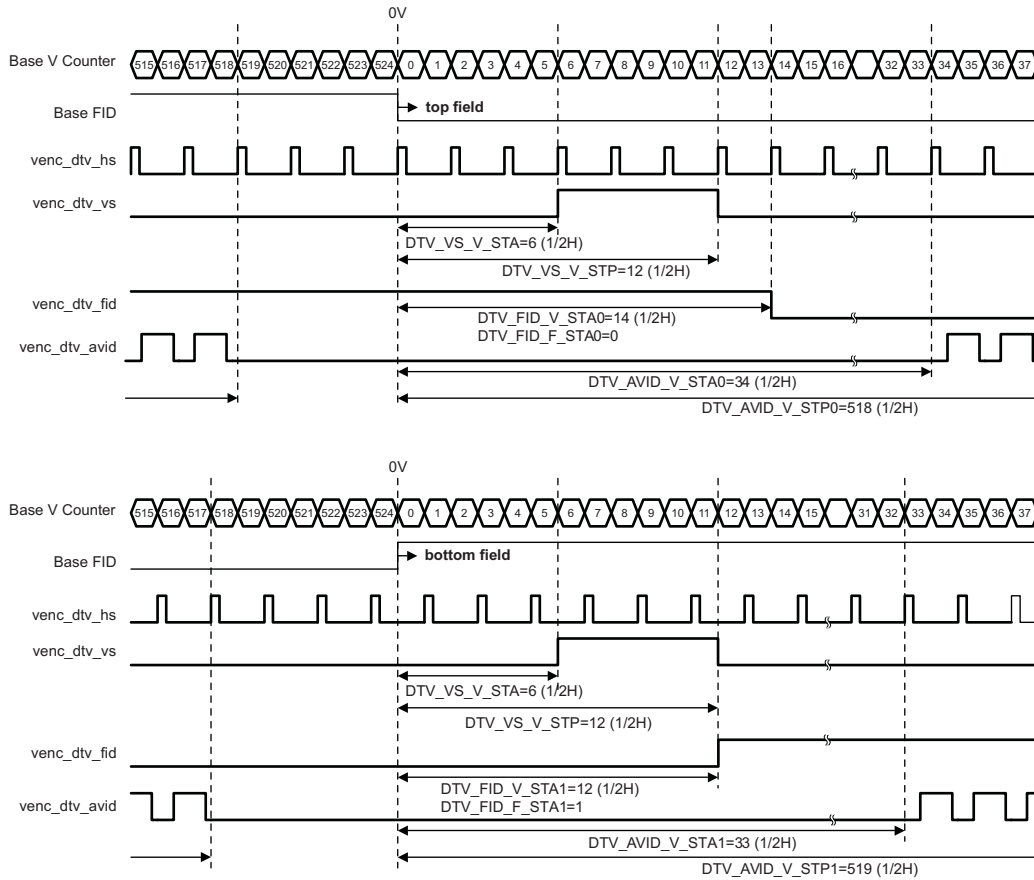 0V
Base V Counter 515 516 517 518 519 520 521 522 523 524 0 1 2 3 4 5 6 7 8 9 10 11 12 13 14 15 16 32 33 34 35 36 37
Base FID top field
venc_dtv_hs
venc_dtv_vs
DTV_VS_V_STA=6 (1/2H)
DTV_VS_V_STP=12 (1/2H)
venc_dtv_fid
DTV_FID_V_STA0=14 (1/2H)
DTV_FID_F_STA0=0
venc_dtv_avid
DTV_AVID_V_STA0=34 (1/2H)
DTV_AVID_V_STP0=518 (1/2H)
0V
Base V Counter 515 516 517 518 519 520 521 522 523 524 0 1 2 3 4 5 6 7 8 9 10 11 12 13 14 15 31 32 33 34 35 36 37
Base FID bottom field
venc_dtv_hs
venc_dtv_vs
DTV_VS_V_STA=6 (1/2H)
DTV_VS_V_STP=12 (1/2H)
venc_dtv_fid
DTV_FID_V_STA1=12 (1/2H)
DTV_FID_F_STA1=1
venc_dtv_avid
DTV_AVID_V_STA1=33 (1/2H)
DTV_AVID_V_STP1=519 (1/2H)